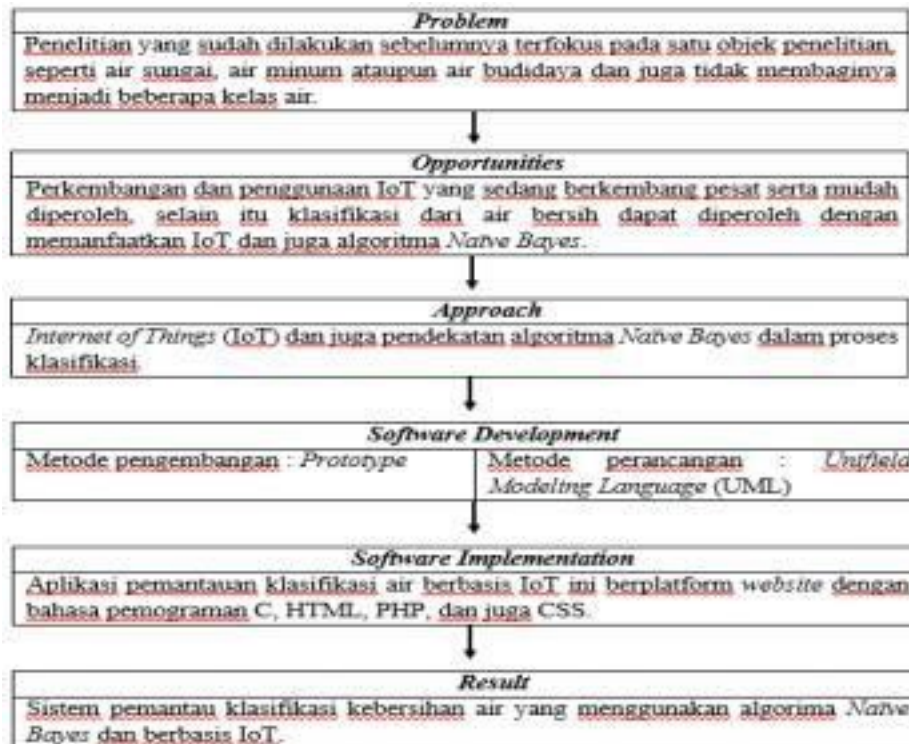 Problem
Penelitian yang sudah dilakukan sebelumnya terfokus pada satu objek penelitian,
seperti air sungai, air minum ataupun air budidaya dan juga tidak membaginya
menjadi beberapa kelas air.
Opportunities
Perkembangan dan penggunaan IoT yang sedang berkembang pesat serta mudah
diperoleh, selain itu klasifikasi dari air bersih dapat diperoleh dengan
memanfaatkan IoT dan juga algoritma Naïve Bayes.
Approach
Internet of Things (IoT) dan juga pendekatan algoritma Naïve Bayes dalam proses
klasifikasi.
Software Development
Metode pengembangan : Prototype
Metode perancangan : Unifield
Modeling Language (UML)
Software Implementation
Aplikasi pemantauan klasifikasi air berbasis IoT ini berplatform website dengan
bahasa pemograman C, HTML, PHP, dan juga CSS.
Result
Sistem pemantau klasifikasi kebersihan air yang menggunakan algorima Naïve
Bayes dan berbasis IoT.